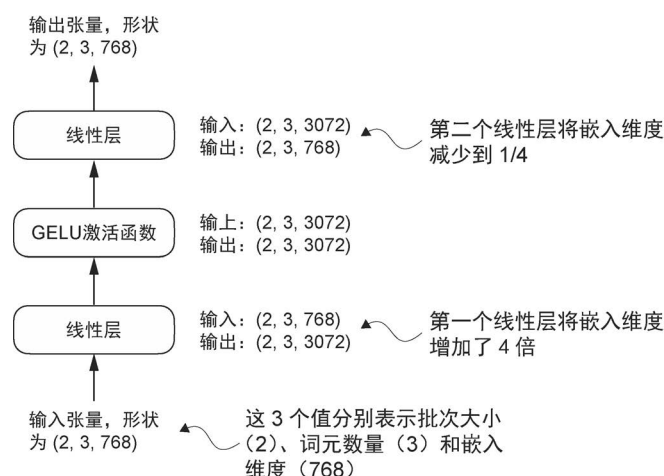 输出张量，形状
为 (2, 3, 768)
线性层
输入：(2, 3, 3072)
输出：(2, 3, 768)
第二个线性层将嵌入维度
减少到 1/4
GELU激活函数
输上：(2, 3, 3072)
输出：(2, 3, 3072)
线性层
输入：(2, 3, 768)
输出：(2, 3, 3072)
第一个线性层将嵌入维度
增加了 4 倍
输入张量，形状
为 (2, 3, 768)
这 3 个值分别表示批次大小
（2）、词元数量（3）和嵌入
维度（768）